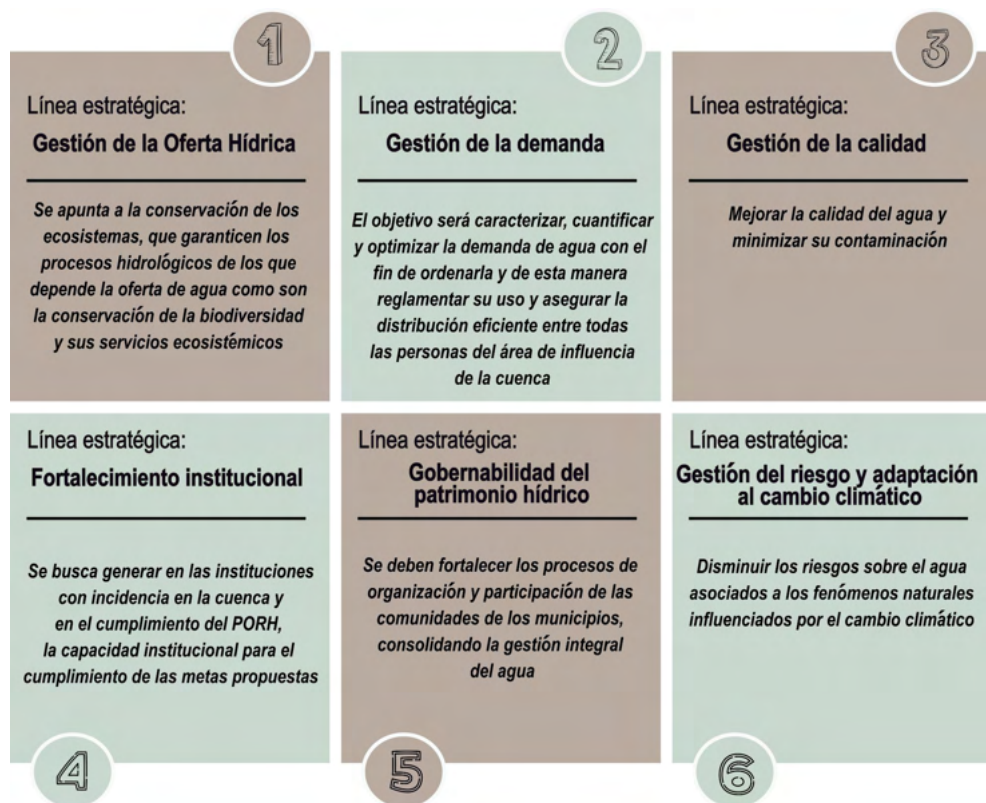 1
Línea estratégica:
Gestión de la Oferta Hídrica
Se apunta a la conservación de los
ecosistemas, que garanticen los
procesos hidrológicos de los que
depende la oferta de agua como son
la conservación de la biodiversidad
y sus servicios ecosistémicos
2
Línea estratégica:
Gestión de la demanda
El objetivo será caracterizar, cuantificar
y optimizar la demanda de agua con el
fin de ordenarla y de esta manera
reglamentar su uso y asegurar la
distribución eficiente entre todas
las personas del área de influencia
de la cuenca
3
Línea estratégica:
Gestión de la calidad
Mejorar la calidad del agua y
minimizar su contaminación
Línea estratégica:
Fortalecimiento institucional
Se busca generar en las instituciones
con incidencia en la cuenca y
en el cumplimiento del PORH,
la capacidad institucional para el
cumplimiento de las metas propuestas
4
Línea estratégica:
Gobernabilidad del
patrimonio hídrico
Se deben fortalecer los procesos de
organización y participación de las
comunidades de los municipios,
consolidando la gestión integral
del agua
5
Línea estratégica:
Gestión del riesgo y adaptación
al cambio climático
Disminuir los riesgos sobre el agua
asociados a los fenómenos naturales
influenciados por el cambio climático
6